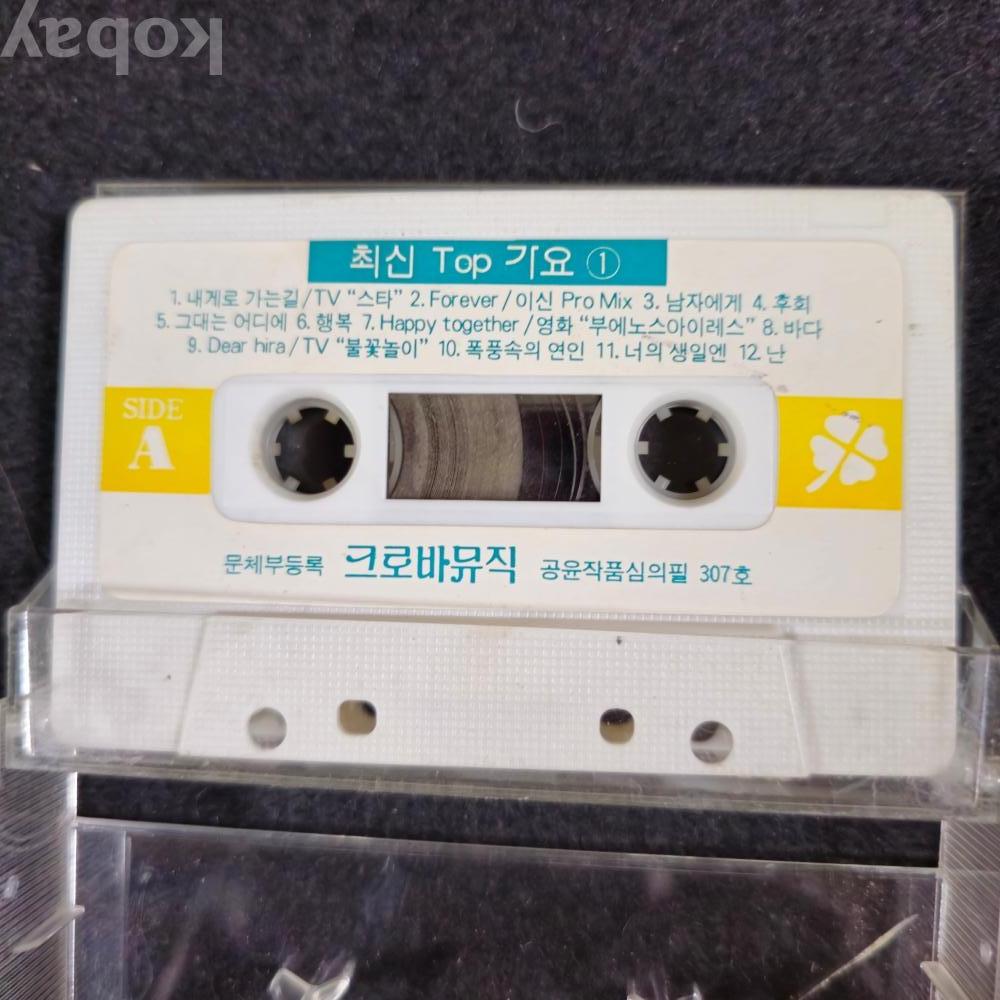 kobay
최신 Top 가요 ①
1. 내게로 가는길/TV “스타” 2. Forever/이신 Pro Mix 3. 남자에게 4. 후회
5. 그대는 어디에 6. 행복 7. Happy together/영화 “부에노스아이레스” 8. 바다
9. Dear hira/TV “불꽃놀이” 10. 폭풍속의 연인 11. 너의 생일엔 12. 난
SIDE
A
문체부등록 크로바뮤직 공윤작품심의필 307호